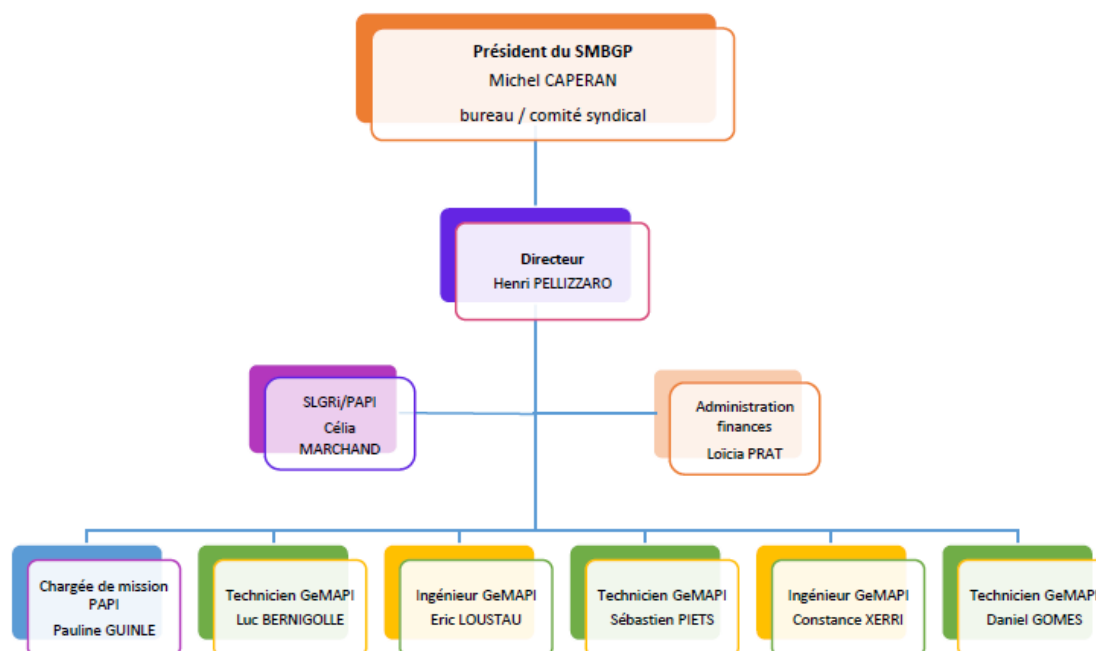 Président du SMBGP
Michel CAPERAN
bureau / comité syndical
Directeur
Henri PELLIZZARO
SLGRi/PAPI
Célia
MARCHAND
Administration
finances
Loïcia PRAT
Chargée de mission
PAPI
Pauline GUINLE
Technicien GeMAPI
Luc BERNIGOLLE
Ingénieur GeMAPI
Eric LOUSTAU
Technicien GeMAPI
Sébastien PIETS
Ingénieur GeMAPI
Constance XERRI
Technicien GeMAPI
Daniel GOMES